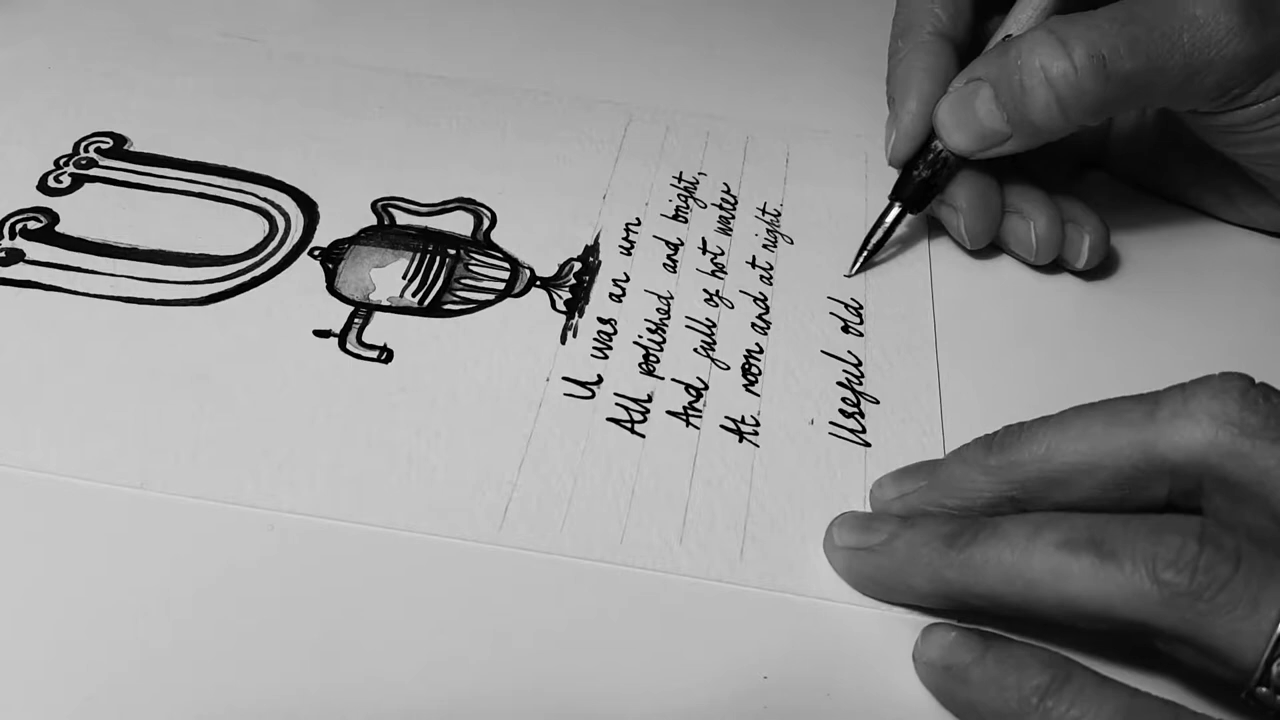 U
U was an urn
All polished and bright,
And full of hot water
At noon and at night.
Useful old